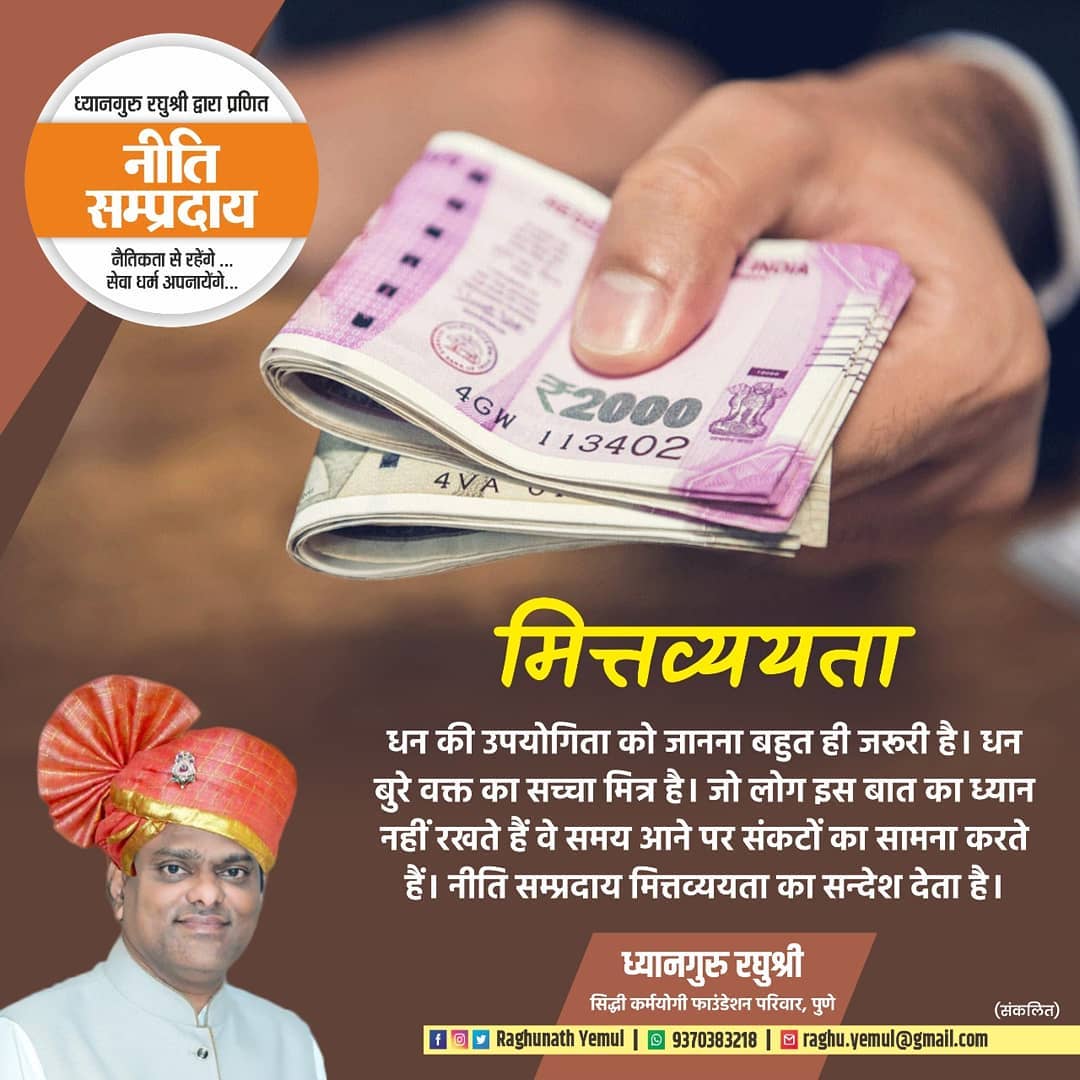 ध्यानगुरु रघुश्री द्वारा प्रणित
नीति
सम्प्रदाय
नैतिकता से रहेंगे ...
सेवा धर्म अपनायेंगे...
INDIA
₹2000
4GW 113402
4VA
मित्तव्ययता
धन की उपयोगिता को जानना बहुत ही जरूरी है। धन
बुरे वक्त का सच्चा मित्र है। जो लोग इस बात का ध्यान
नहीं रखते हैं वे समय आने पर संकटों का सामना करते
हैं। नीति सम्प्रदाय मित्तव्ययता का सन्देश देता है।
ध्यानगुरु रघुश्री
सिद्धी कर्मयोगी फाउंडेशन परिवार, पुणे
(संकलित)
Raghunath Yemul | 9370383218 | raghu.yemul@gmail.com